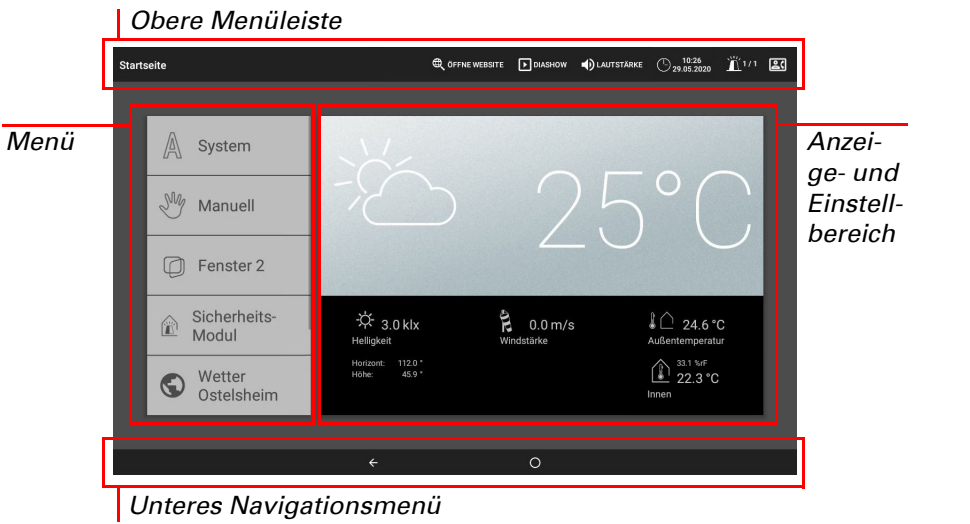 Obere Menüleiste
Startseite
ÖFFNE WEBSITE
DIASHOW
LAUTSTÄRKE
10:26
29.05.2020
1 / 1
Menü
System
Manuell
Fenster 2
Sicherheits-
Modul
Wetter
Ostelsheim
25°C
3.0 klx
Helligkeit
Horizont: 112.0 °
Höhe: 45.9 °
0.0 m/s
Windstärke
24.6 °C
Außentemperatur
33.1 %rF
22.3 °C
Innen
Anzei-
ge- und
Einstell-
bereich
Unteres Navigationsmenü